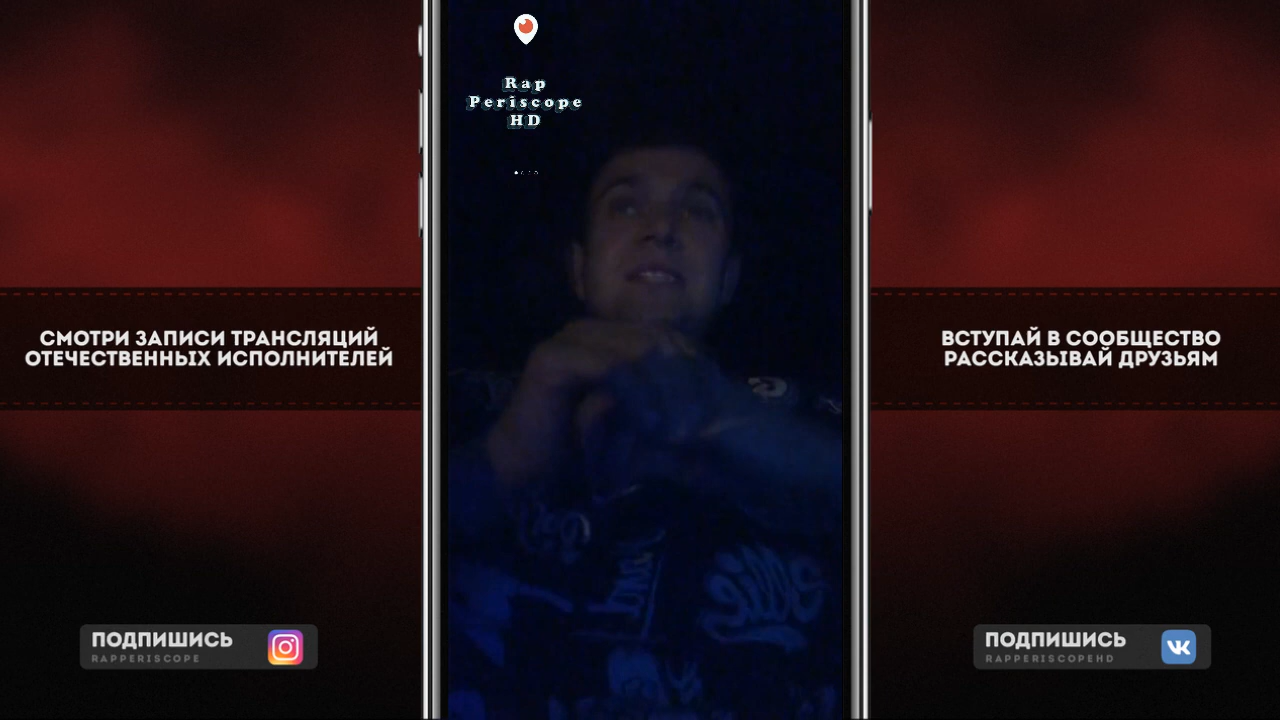 Rap
Periscope
HD
СМОТРИ ЗАПИСИ ТРАНСЛЯЦИЙ
ОТЕЧЕСТВЕННЫХ ИСПОЛНИТЕЛЕЙ
ВСТУПАЙ В СООБЩЕСТВО
РАССКАЗЫВАЙ ДРУЗЬЯМ
ПОДПИШИСЬ
RAPPERISCOPE
ПОДПИШИСЬ
RAPPERISCOPEHD